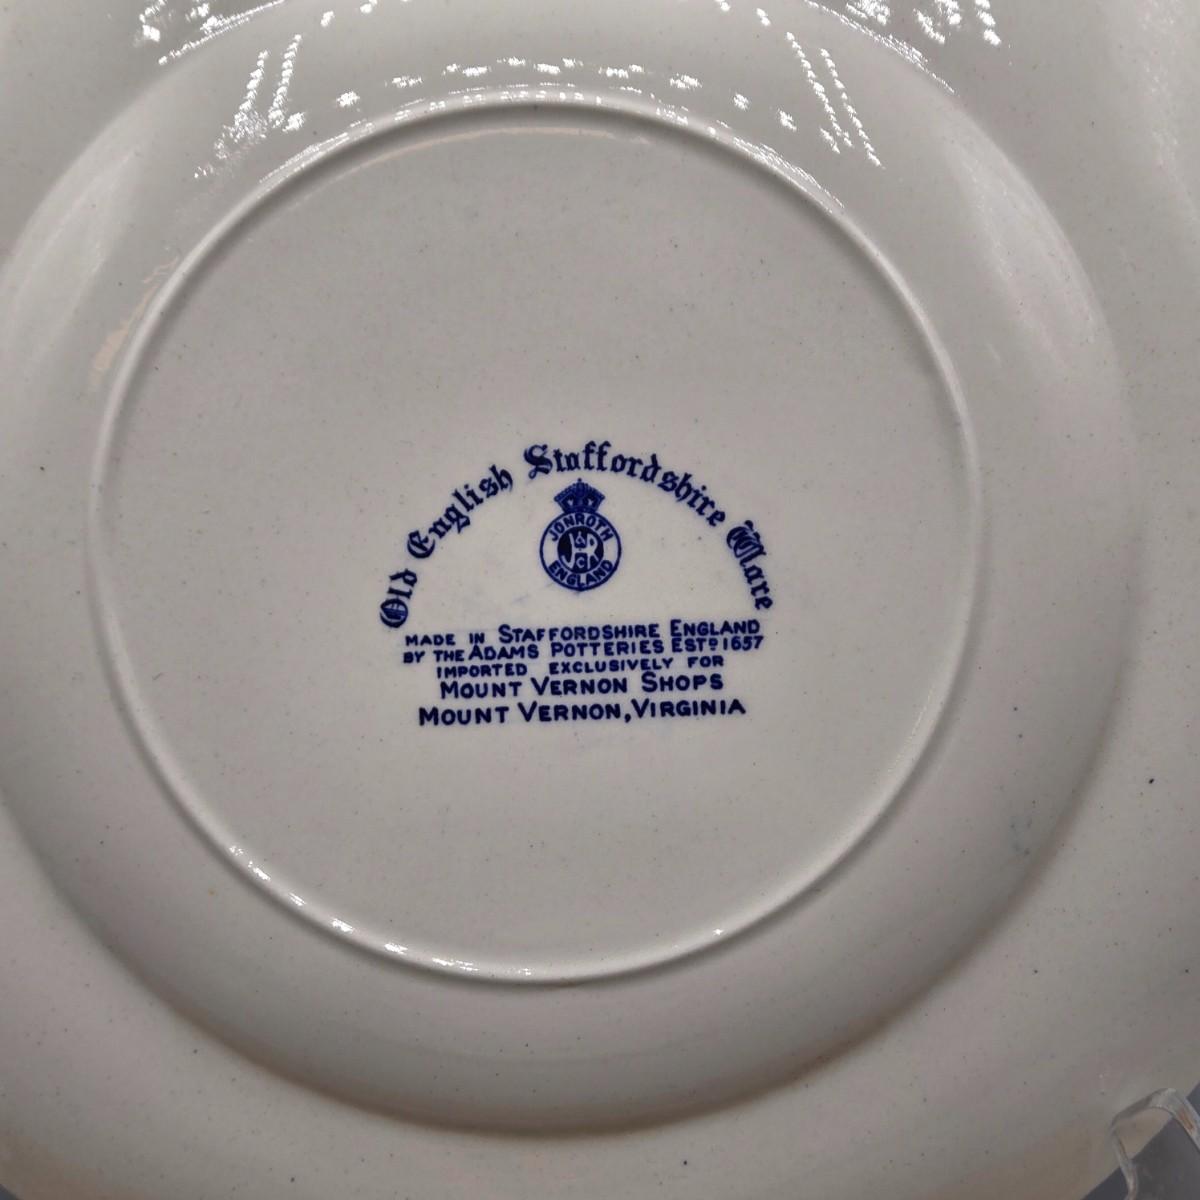 Old English Staffordshire Ware
JONROTH
ENGLAND
MADE IN STAFFORDSHIRE ENGLAND
BY THE ADAMS POTTERIES ESTD 1657
IMPORTED EXCLUSIVELY FOR
MOUNT VERNON SHOPS
MOUNT VERNON, VIRGINIA